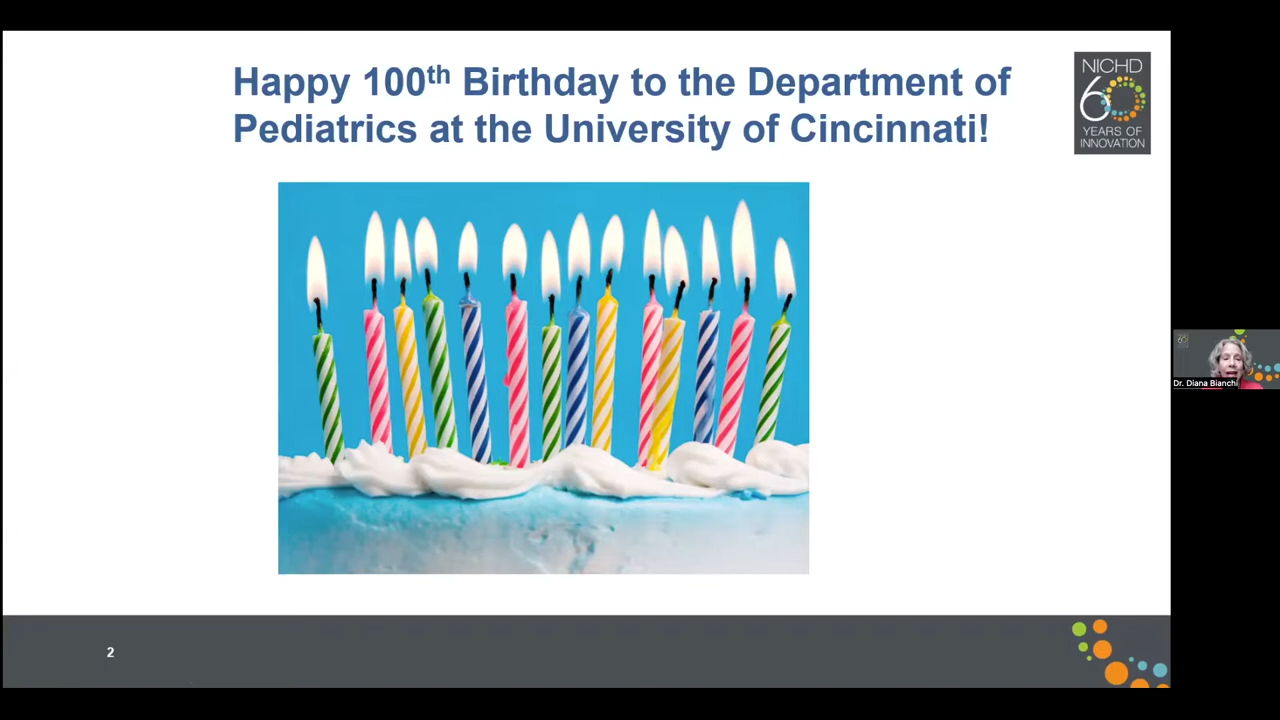 Happy 100th Birthday to the Department of
Pediatrics at the University of Cincinnati!
NICHD
60
YEARS OF
INNOVATION
60
Dr. Diana Bianchi
2